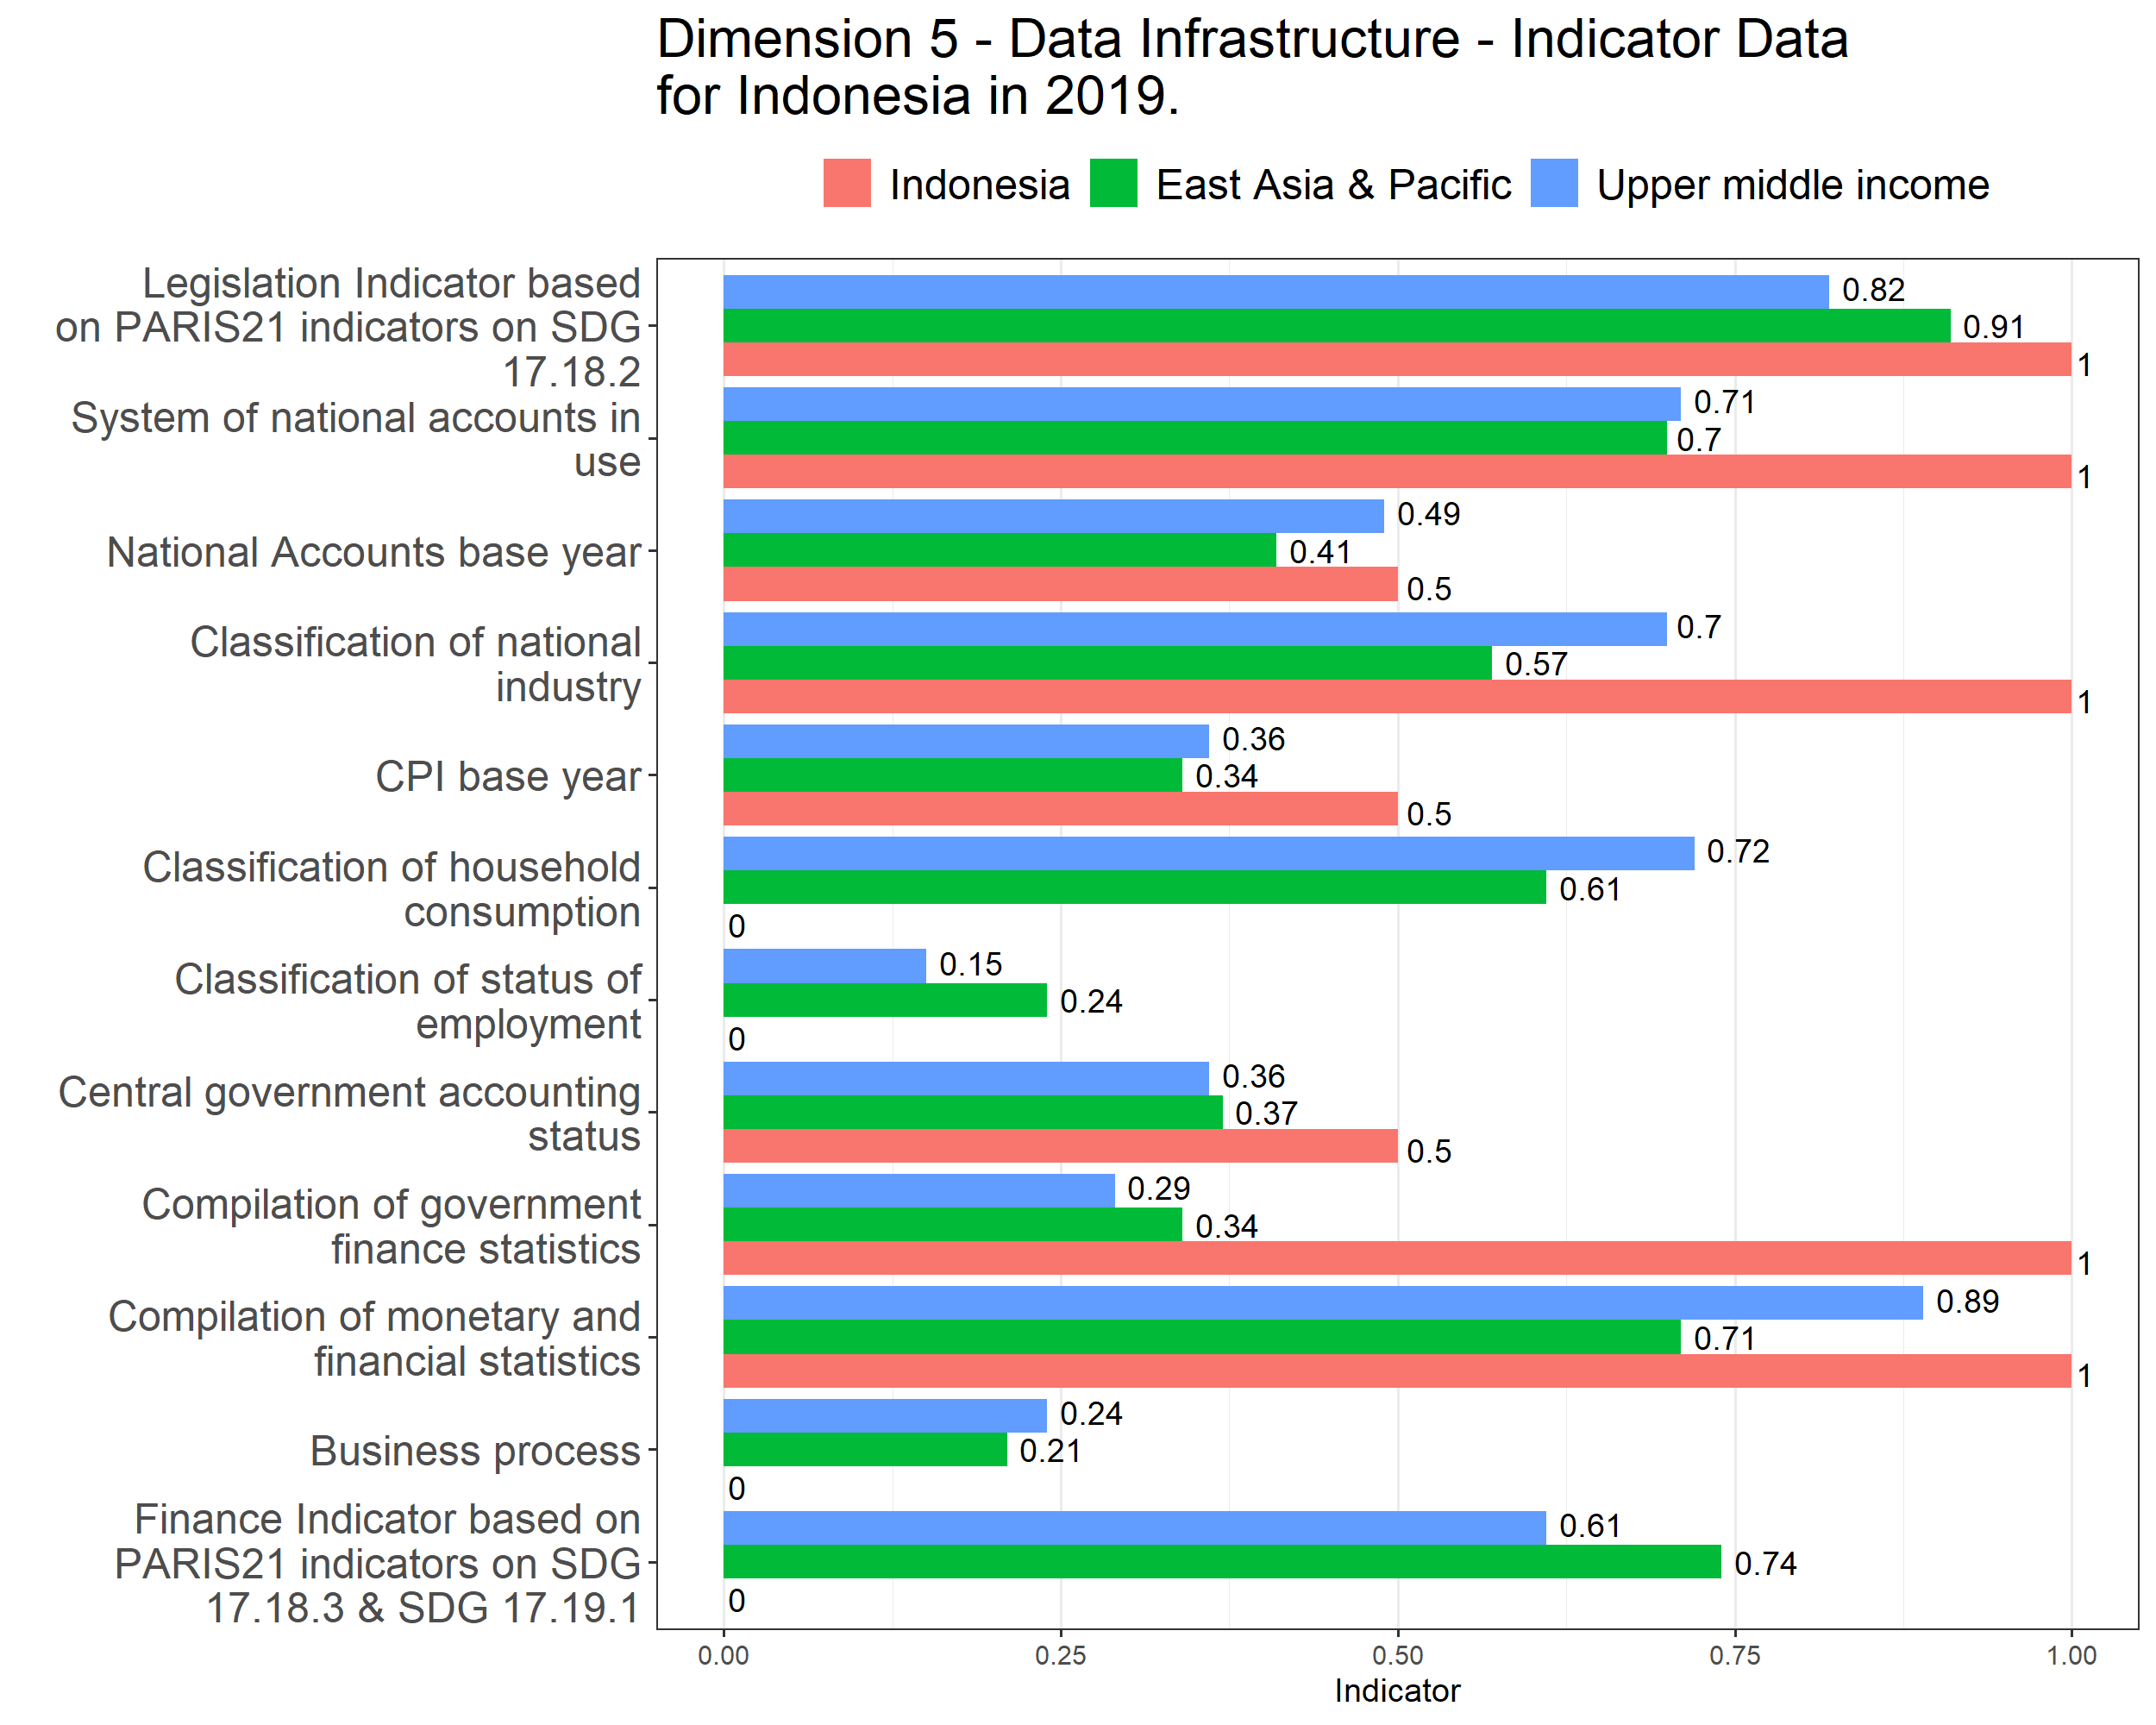 Dimension 5 - Data Infrastructure - Indicator Data
for Indonesia in 2019.
Indonesia East Asia & Pacific Upper middle income
Legislation Indicator based
on PARIS21 indicators on SDG
17.18.2
0.82
0.91
1
System of national accounts in
use
0.71
0.7
1
National Accounts base year
0.49
0.41
0.5
Classification of national
industry
0.7
0.57
1
CPI base year
0.36
0.34
0.5
Classification of household
consumption
0.72
0.61
0
Classification of status of
employment
0.15
0.24
0
Central government accounting
status
0.36
0.37
0.5
Compilation of government
finance statistics
0.29
0.34
1
Compilation of monetary and
financial statistics
0.89
0.71
1
Business process
0.24
0.21
0
Finance Indicator based on
PARIS21 indicators on SDG
17.18.3 & SDG 17.19.1
0.61
0.74
0
0.00 0.25 0.50 0.75 1.00
Indicator